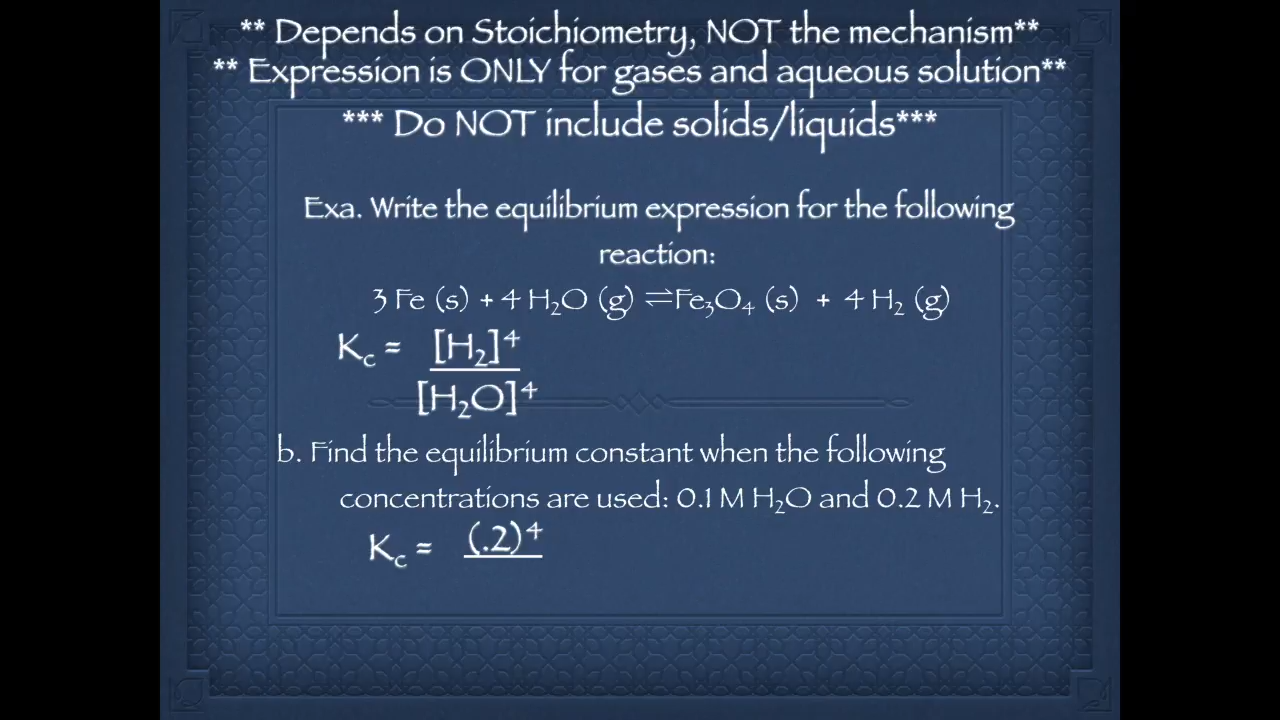 ** Depends on Stoichiometry, NOT the mechanism**
** Expression is ONLY for gases and aqueous solution**
*** Do NOT include solids/liquids***
Exa. Write the equilibrium expression for the following
reaction:
3 Fe (s) + 4 H₂O (g) ⇌Fe₃O₄ (s) + 4 H₂ (g)
K꜀ = [H₂]⁴
[H₂O]⁴
b. Find the equilibrium constant when the following
concentrations are used: 0.1 M H₂O and 0.2 M H₂.
K꜀ = (.2)⁴